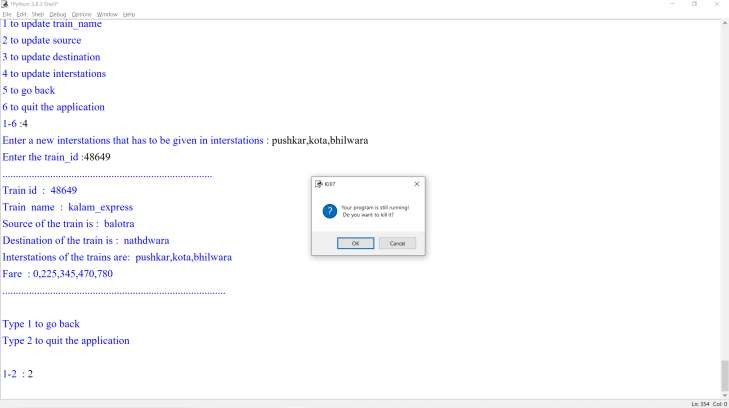 *Python 3.8.3 Shell*
File Edit Shell Debug Options Window Help
1 to update train_name
2 to update source
3 to update destination
4 to update interstations
5 to go back
6 to quit the application
1-6 :4
Enter a new interstations that has to be given in interstations : pushkar,kota,bhilwara
Enter the train_id :48649
................................................................................
Train id : 48649
Train name : kalam_express
Source of the train is : balotra
Destination of the train is : nathdwara
Interstations of the trains are: pushkar,kota,bhilwara
Fare : 0,225,345,470,780
.....................................................................................
Type 1 to go back
Type 2 to quit the application
1-2 : 2
Kill?
Your program is still running!
Do you want to kill it?
OK Cancel
Ln: 354 Col: 0